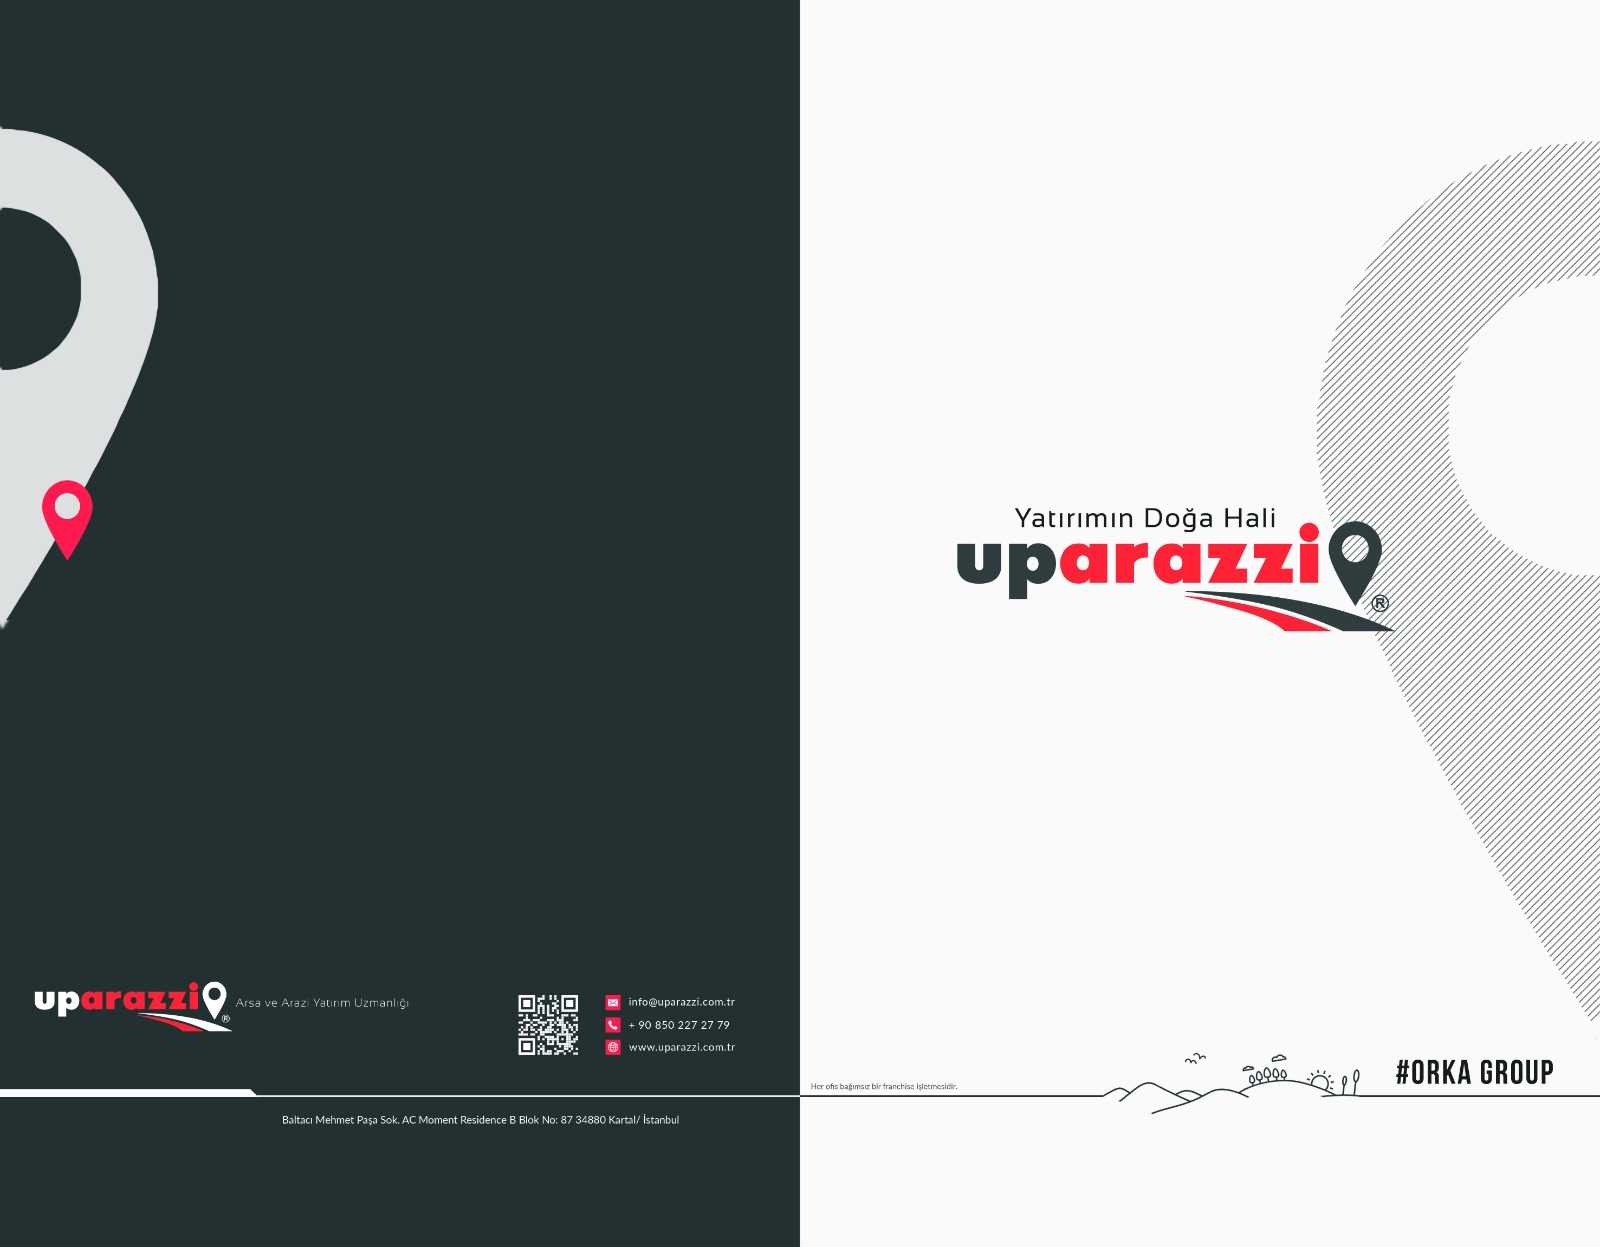 uparazzi®
Arsa ve Arazi Yatırım Uzmanlığı
info@uparazzi.com.tr
+ 90 850 227 27 79
www.uparazzi.com.tr
Baltacı Mehmet Paşa Sok. AC Moment Residence B Blok No: 87 34880 Kartal/ İstanbul
Yatırımın Doğa Hali
uparazzi®
Her ofis bağımsız bir franchise işletmesidir.
#ORKA GROUP